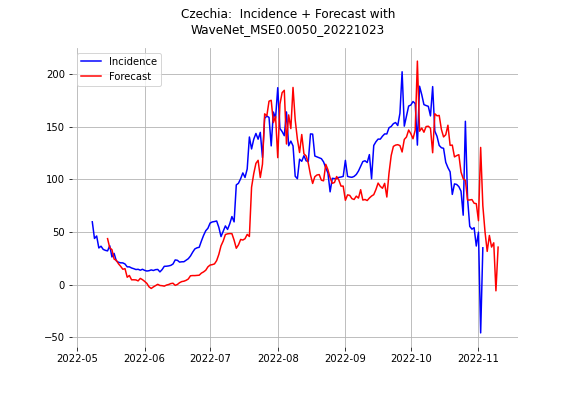 Czechia:  Incidence + Forecast with
WaveNet_MSE0.0050_20221023
Incidence
Forecast
200
150
100
50
0
−50
2022-05 2022-06 2022-07 2022-08 2022-09 2022-10 2022-11